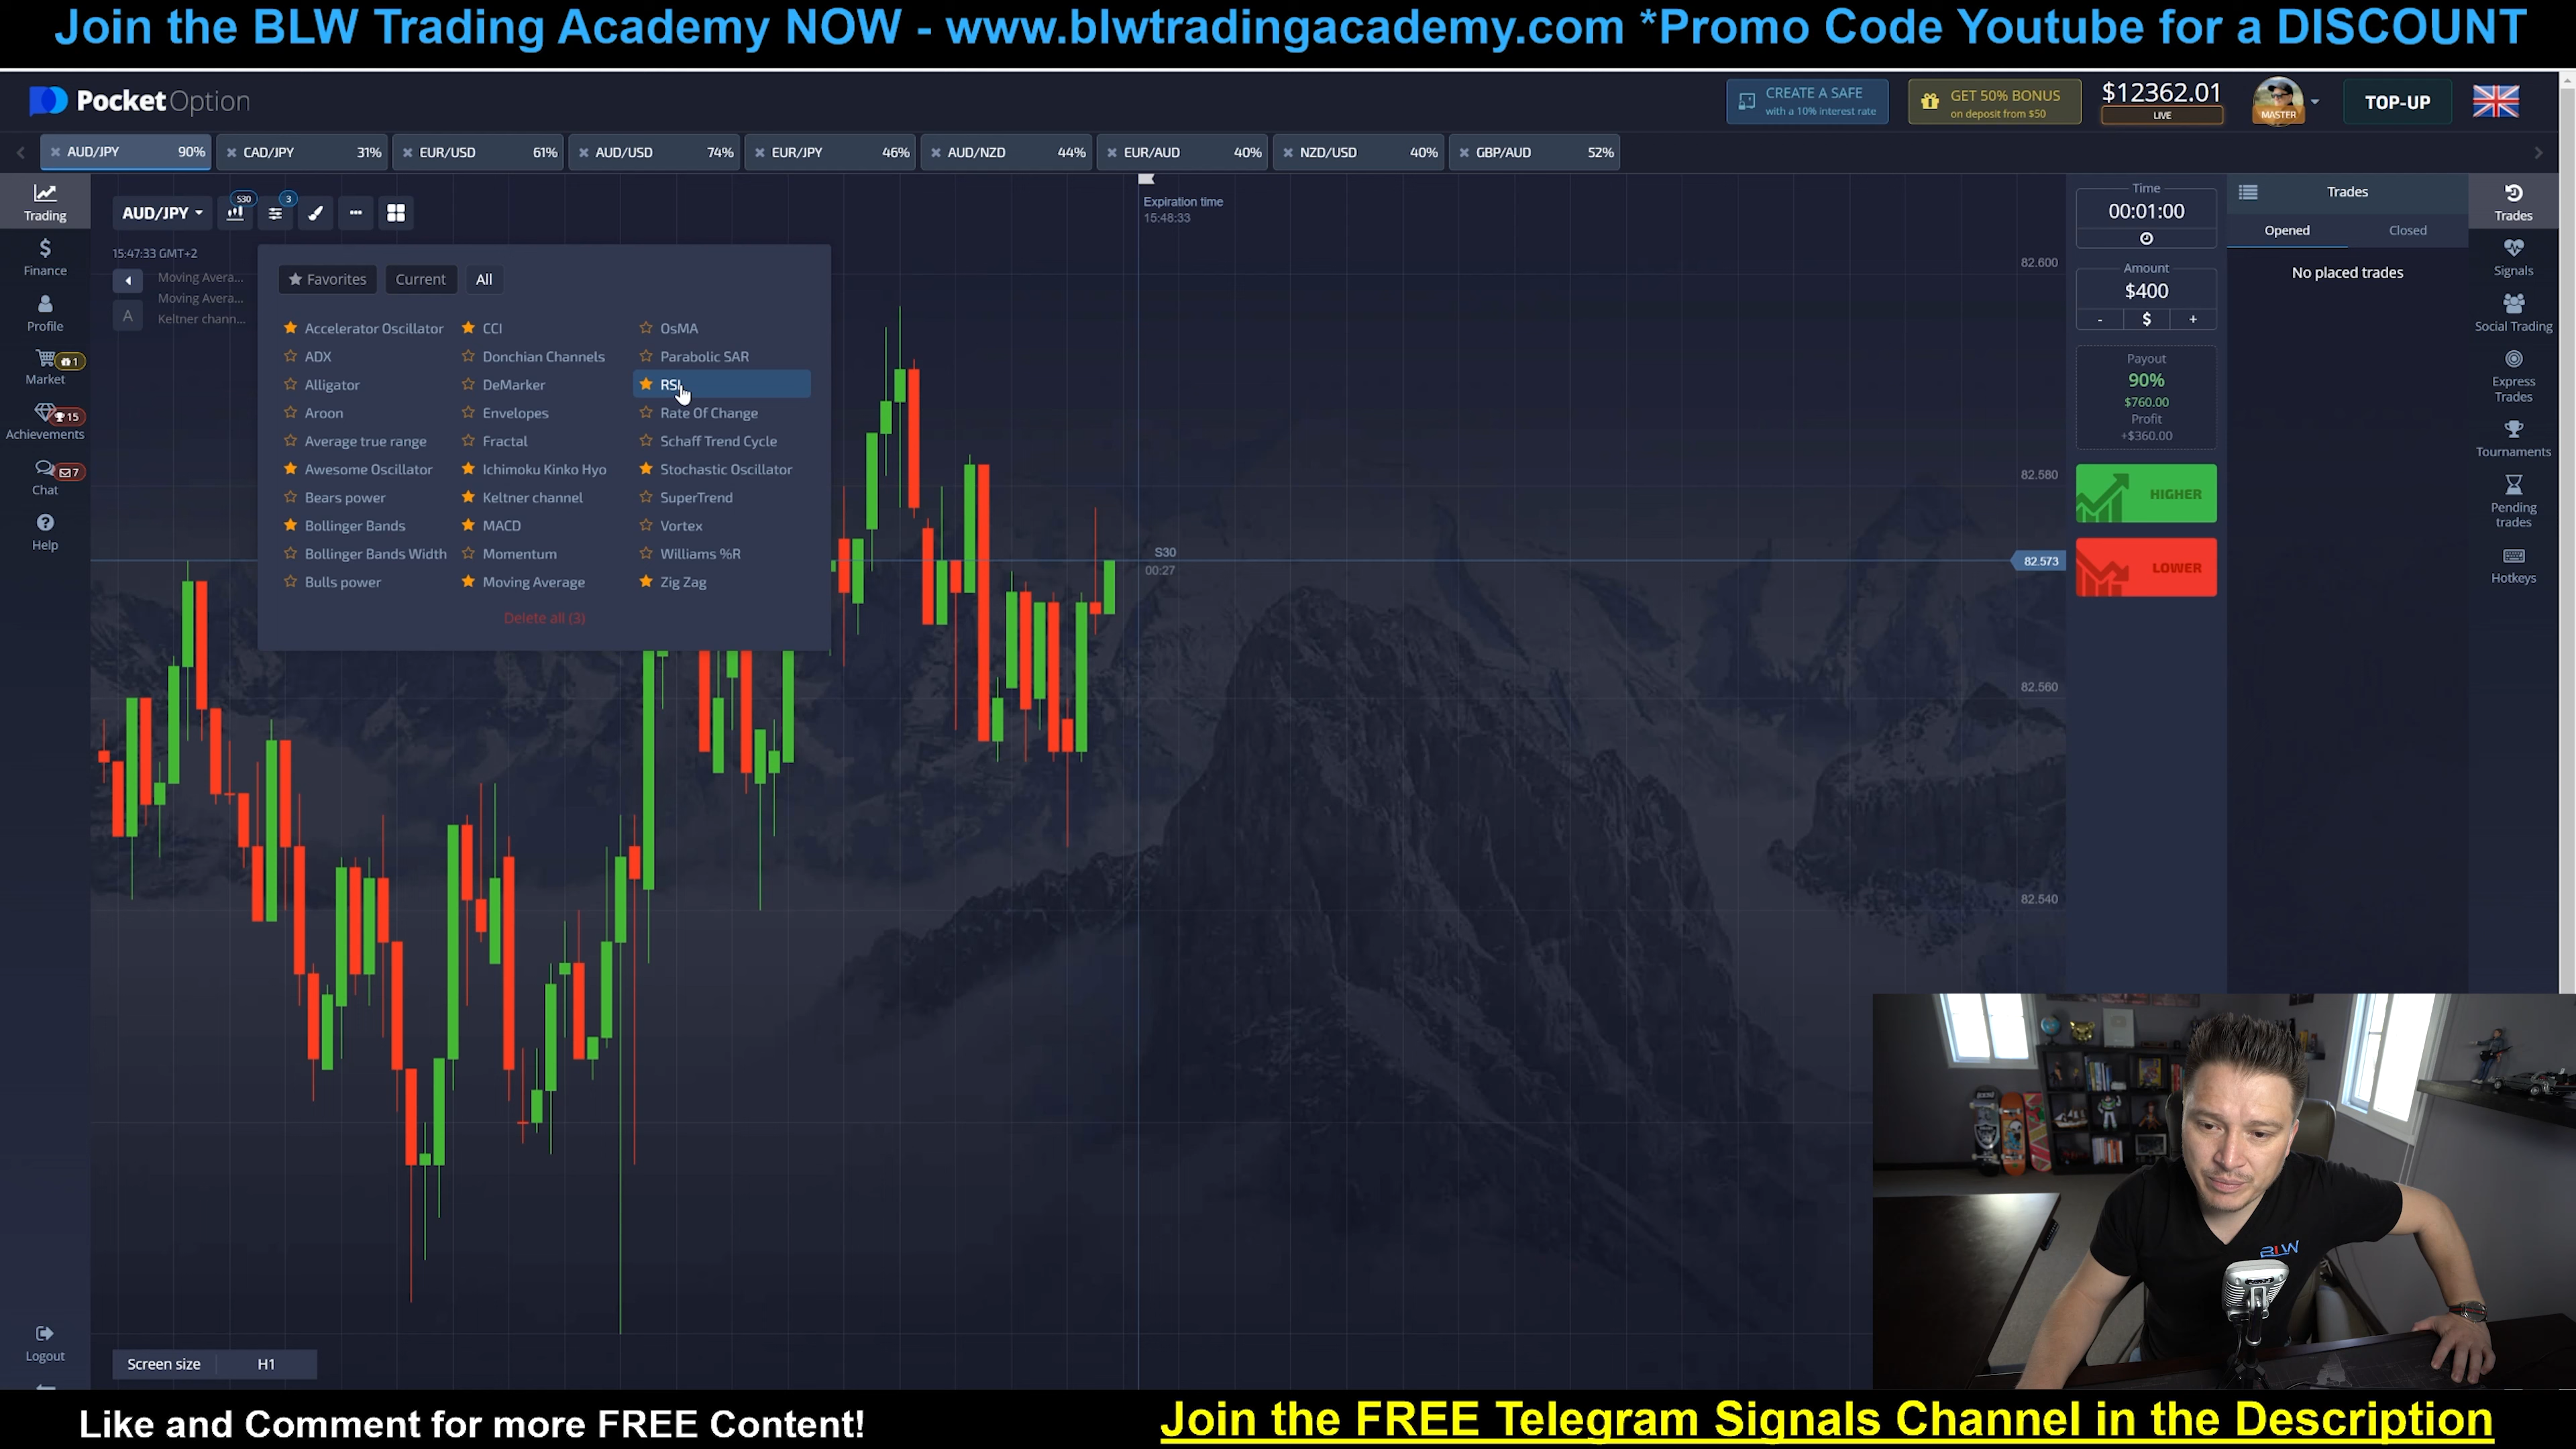 Join the BLW Trading Academy NOW - www.blwtradingacademy.com *Promo Code Youtube for a DISCOUNT
PocketOption
CREATE A SAFE
with a 10% interest rate
GET 50% BONUS
on deposit from $50
$12362.01
LIVE
MASTER
TOP-UP
AUD/JPY 90%
CAD/JPY 31%
EUR/USD 61%
AUD/USD 74%
EUR/JPY 46%
AUD/NZD 44%
EUR/AUD 40%
NZD/USD 40%
GBP/AUD 52%
Trading
Finance
Profile
Market
1
Achievements
15
Chat
7
Help
Logout
AUD/JPY
S30
3
15:47:33 GMT+2
Moving Avera...
Moving Avera...
Keltner chann...
A
Favorites
Current
All
Accelerator Oscillator
ADX
Alligator
Aroon
Average true range
Awesome Oscillator
Bears power
Bollinger Bands
Bollinger Bands Width
Bulls power
CCI
Donchian Channels
DeMarker
Envelopes
Fractal
Ichimoku Kinko Hyo
Keltner channel
MACD
Momentum
Moving Average
OsMA
Parabolic SAR
RSI
Rate Of Change
Schaff Trend Cycle
Stochastic Oscillator
SuperTrend
Vortex
Williams %R
Zig Zag
Delete all (3)
Expiration time
15:48:33
S30
00:27
82.600
82.580
82.573
82.560
82.540
Screen size H1
Time
00:01:00
Amount
$400
- $ +
Payout
90%
$760.00
Profit
+$360.00
HIGHER
LOWER
Trades
Opened
Closed
No placed trades
Trades
Signals
Social Trading
Express
Trades
Tournaments
Pending
trades
Hotkeys
BLW
Like and Comment for more FREE Content!
Join the FREE Telegram Signals Channel in the Description